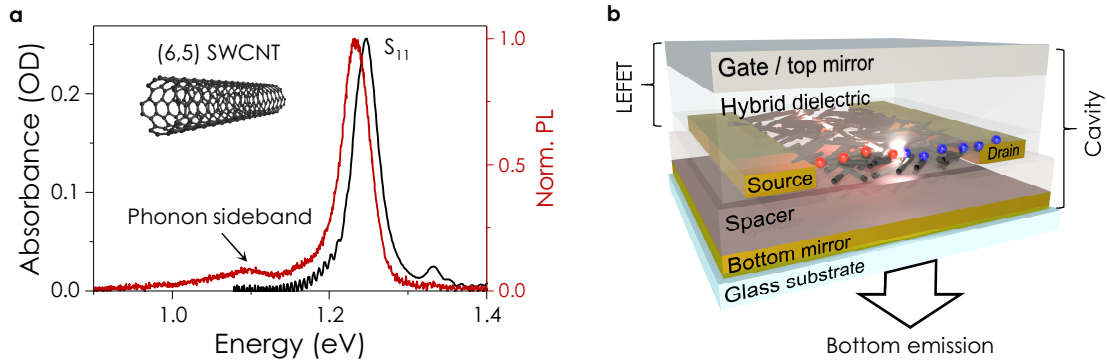 a
(6,5) SWCNT
S11
Phonon sideband
Absorbance (OD)
0.2
0.1
0.0
Norm. PL
1.0
0.5
0.0
1.0
1.2
1.4
Energy (eV)
b
LEFET
Cavity
Gate / top mirror
Hybrid dielectric
Source
Drain
Spacer
Bottom mirror
Glass substrate
Bottom emission